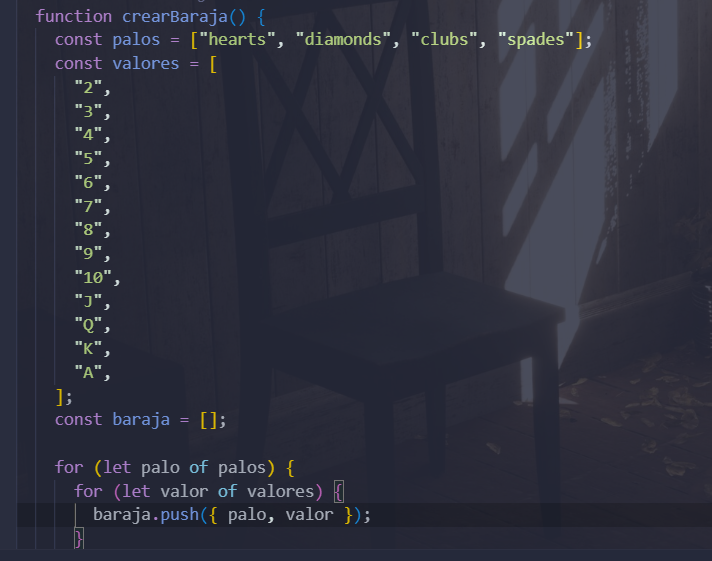 function crearBaraja() {
const palos = ["hearts", "diamonds", "clubs", "spades"];
const valores = [
"2",
"3",
"4",
"5",
"6",
"7",
"8",
"9",
"10",
"J",
"Q",
"K",
"A",
];
const baraja = [];
for (let palo of palos) {
for (let valor of valores) {
baraja.push({ palo, valor });
}